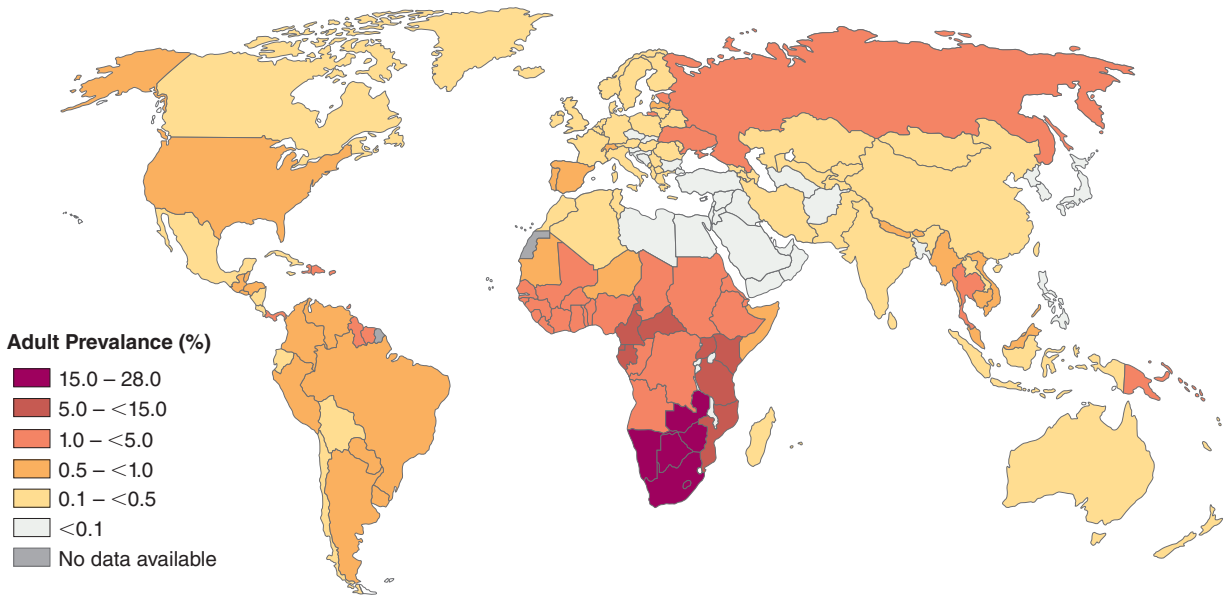 Adult Prevalance (%)
15.0 – 28.0
5.0 – <15.0
1.0 – <5.0
0.5 – <1.0
0.1 – <0.5
<0.1
No data available